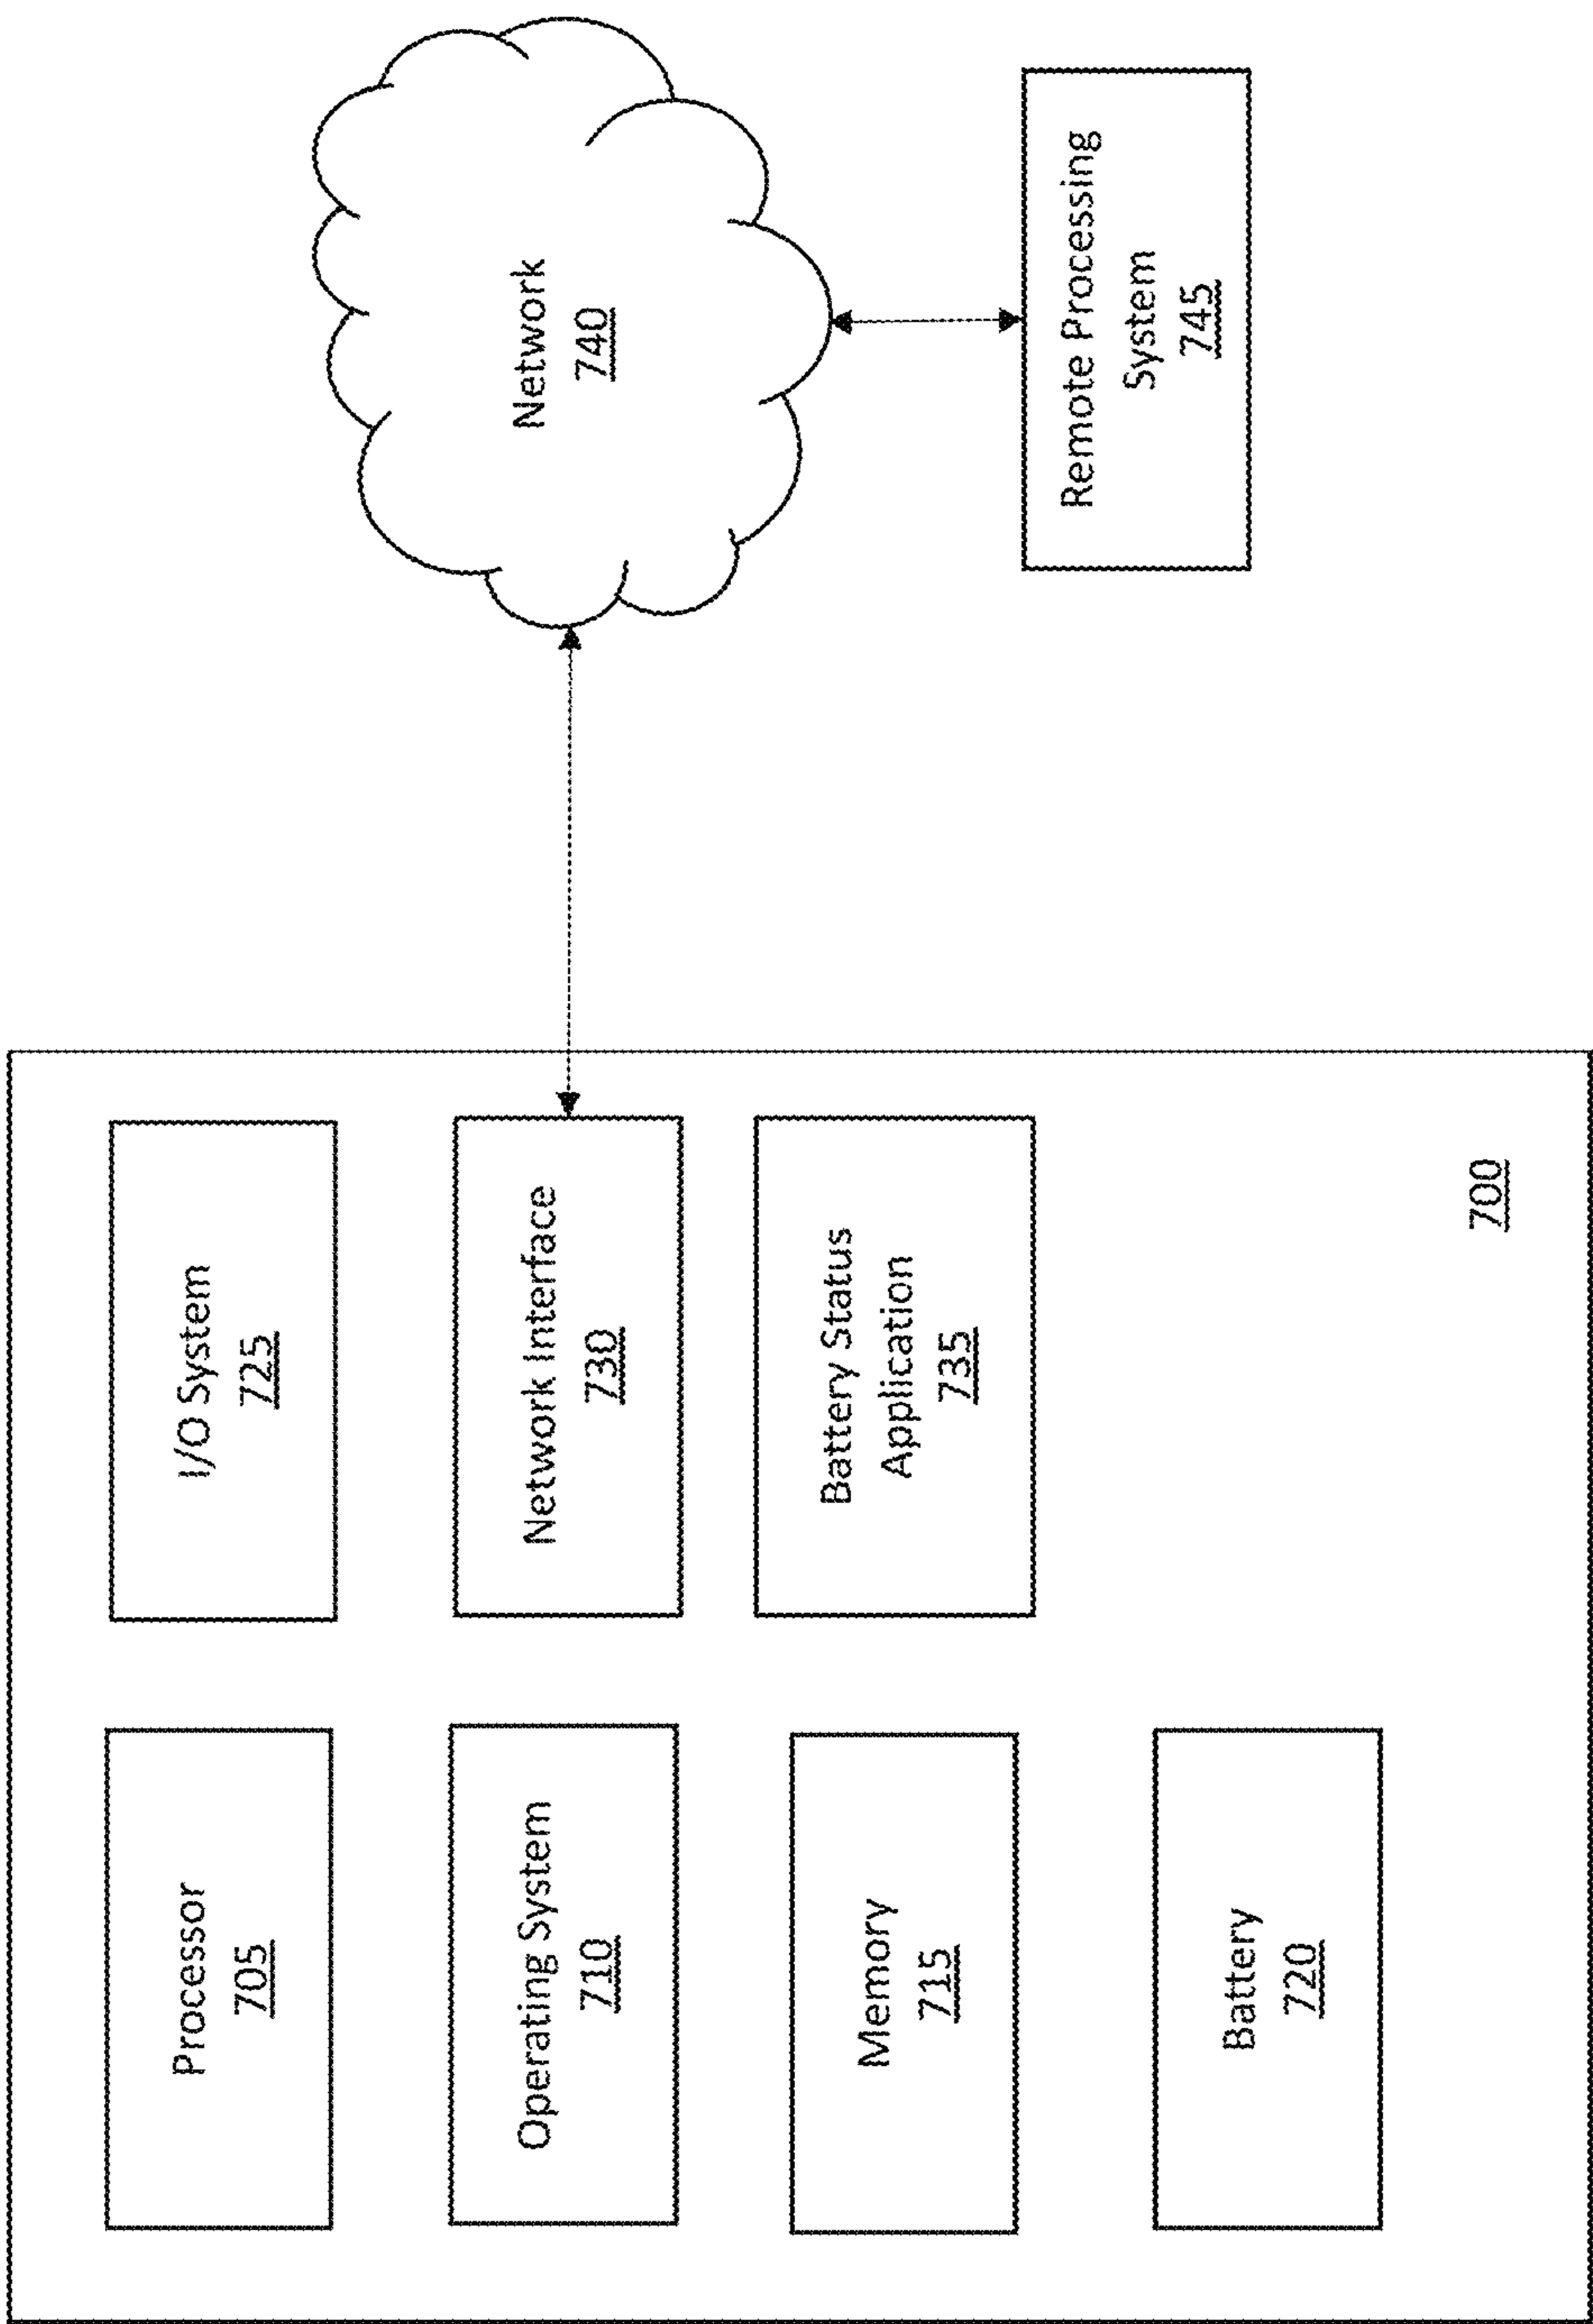 Processor
705
Operating System
710
Memory
715
Battery
720
I/O System
725
Network Interface
730
Battery Status
Application
735
700
Network
740
Remote Processing
System
745